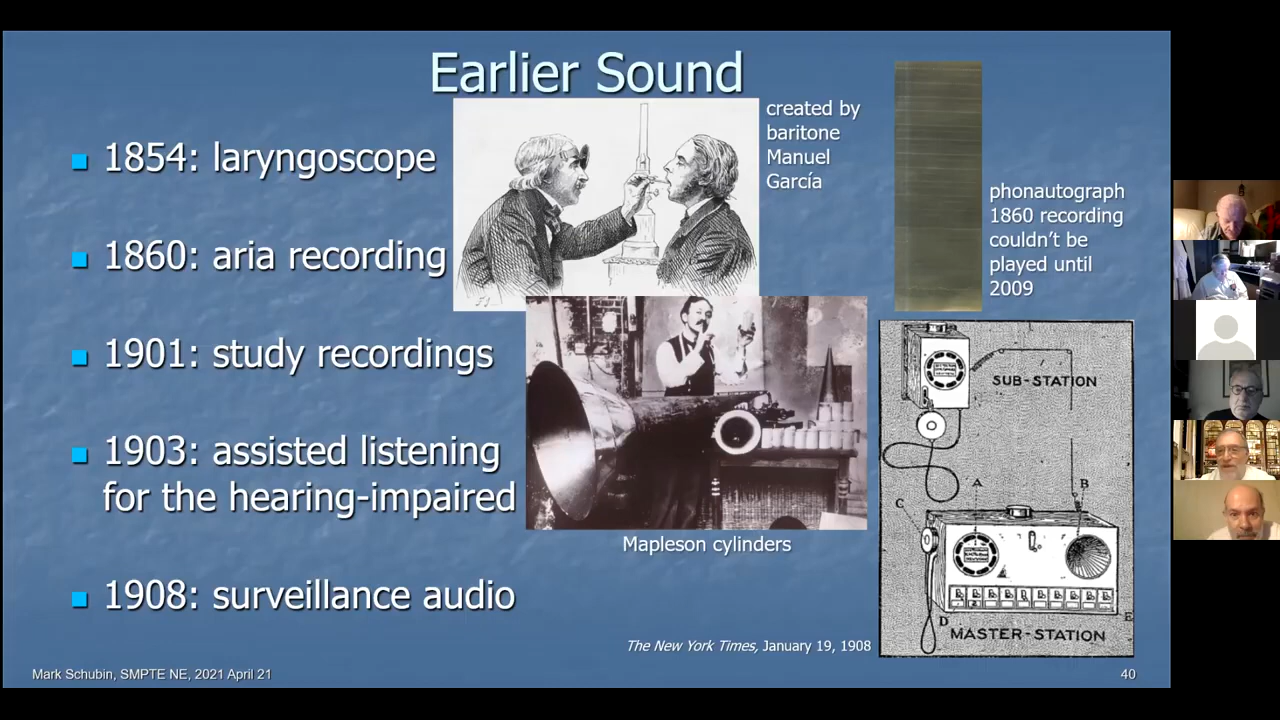 Earlier Sound
1854: laryngoscope
1860: aria recording
1901: study recordings
1903: assisted listening
for the hearing-impaired
1908: surveillance audio
created by
baritone
Manuel
García
phonautograph
1860 recording
couldn't be
played until
2009
Mapleson cylinders
SUB-STATION
A
B
C
D
E
MASTER-STATION
The New York Times, January 19, 1908
Mark Schubin, SMPTE NE, 2021 April 21
40